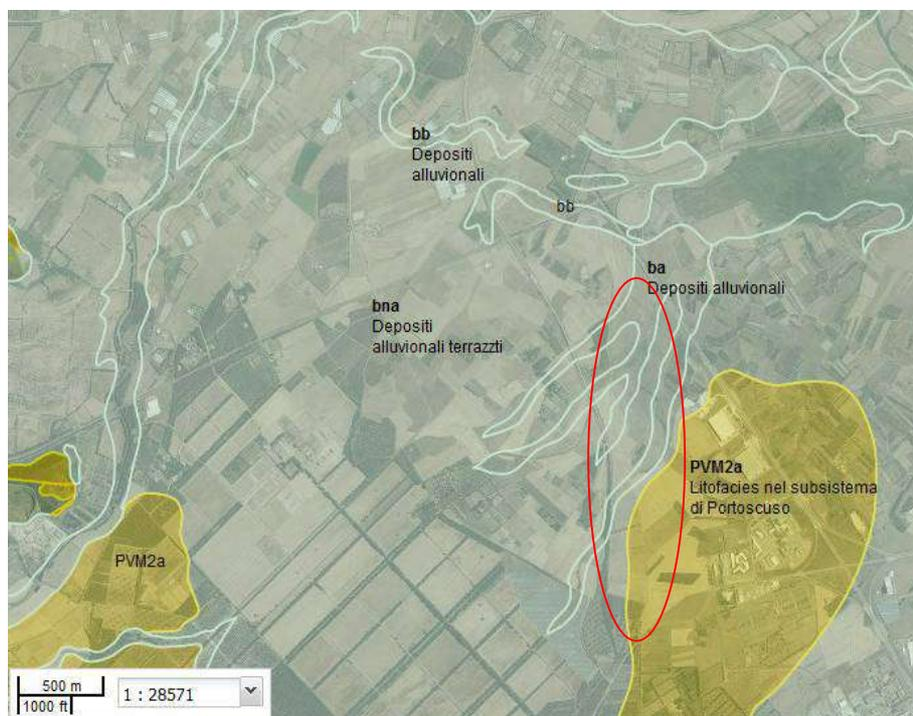 bb
Depositi
alluvionali
bb
ba
Depositi alluvionali
bna
Depositi
alluvionali terrazzti
PVM2a
Litofacies nel subsistema
di Portoscuso
PVM2a
500 m
1000 ft
1 : 28571